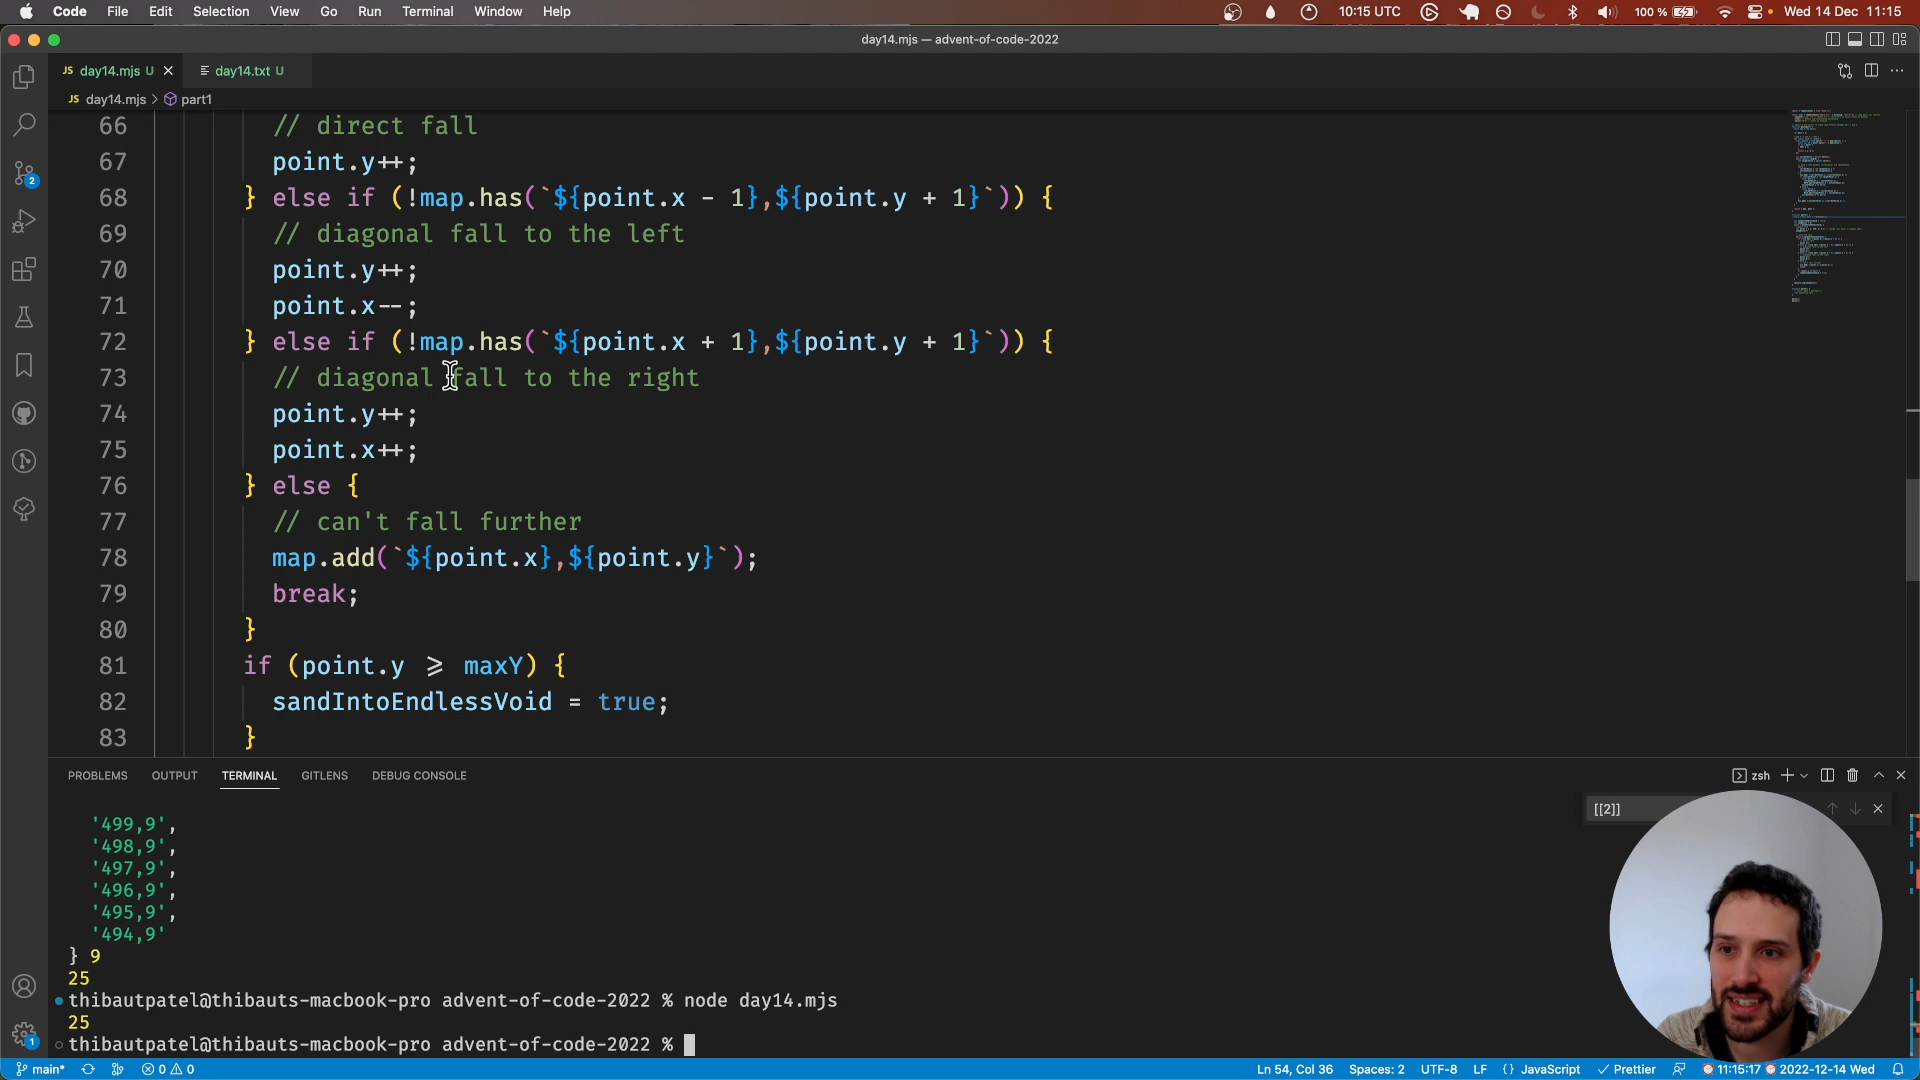 Code File Edit Selection View Go Run Terminal Window Help 10:15 UTC 100 % Wed 14 Dec 11:15
day14.mjs — advent-of-code-2022
JS day14.mjs U day14.txt U
JS day14.mjs > part1
66 // direct fall
67 point.y++;
68 } else if (!map.has(`${point.x - 1},${point.y + 1}`)) {
69 // diagonal fall to the left
70 point.y++;
71 point.x--;
72 } else if (!map.has(`${point.x + 1},${point.y + 1}`)) {
73 // diagonal fall to the right
74 point.y++;
75 point.x++;
76 } else {
77 // can't fall further
78 map.add(`${point.x},${point.y}`);
79 break;
80 }
81 if (point.y ⩾ maxY) {
82 sandIntoEndlessVoid = true;
83 }
2
PROBLEMS OUTPUT TERMINAL GITLENS DEBUG CONSOLE zsh
[[2]]
'499,9',
'498,9',
'497,9',
'496,9',
'495,9',
'494,9'
} 9
25
thibautpatel@thibauts-macbook-pro advent-of-code-2022 % node day14.mjs
25
thibautpatel@thibauts-macbook-pro advent-of-code-2022 %
1
main* 0 0 Ln 54, Col 36 Spaces: 2 UTF-8 LF {} JavaScript Prettier 11:15:17 2022-12-14 Wed